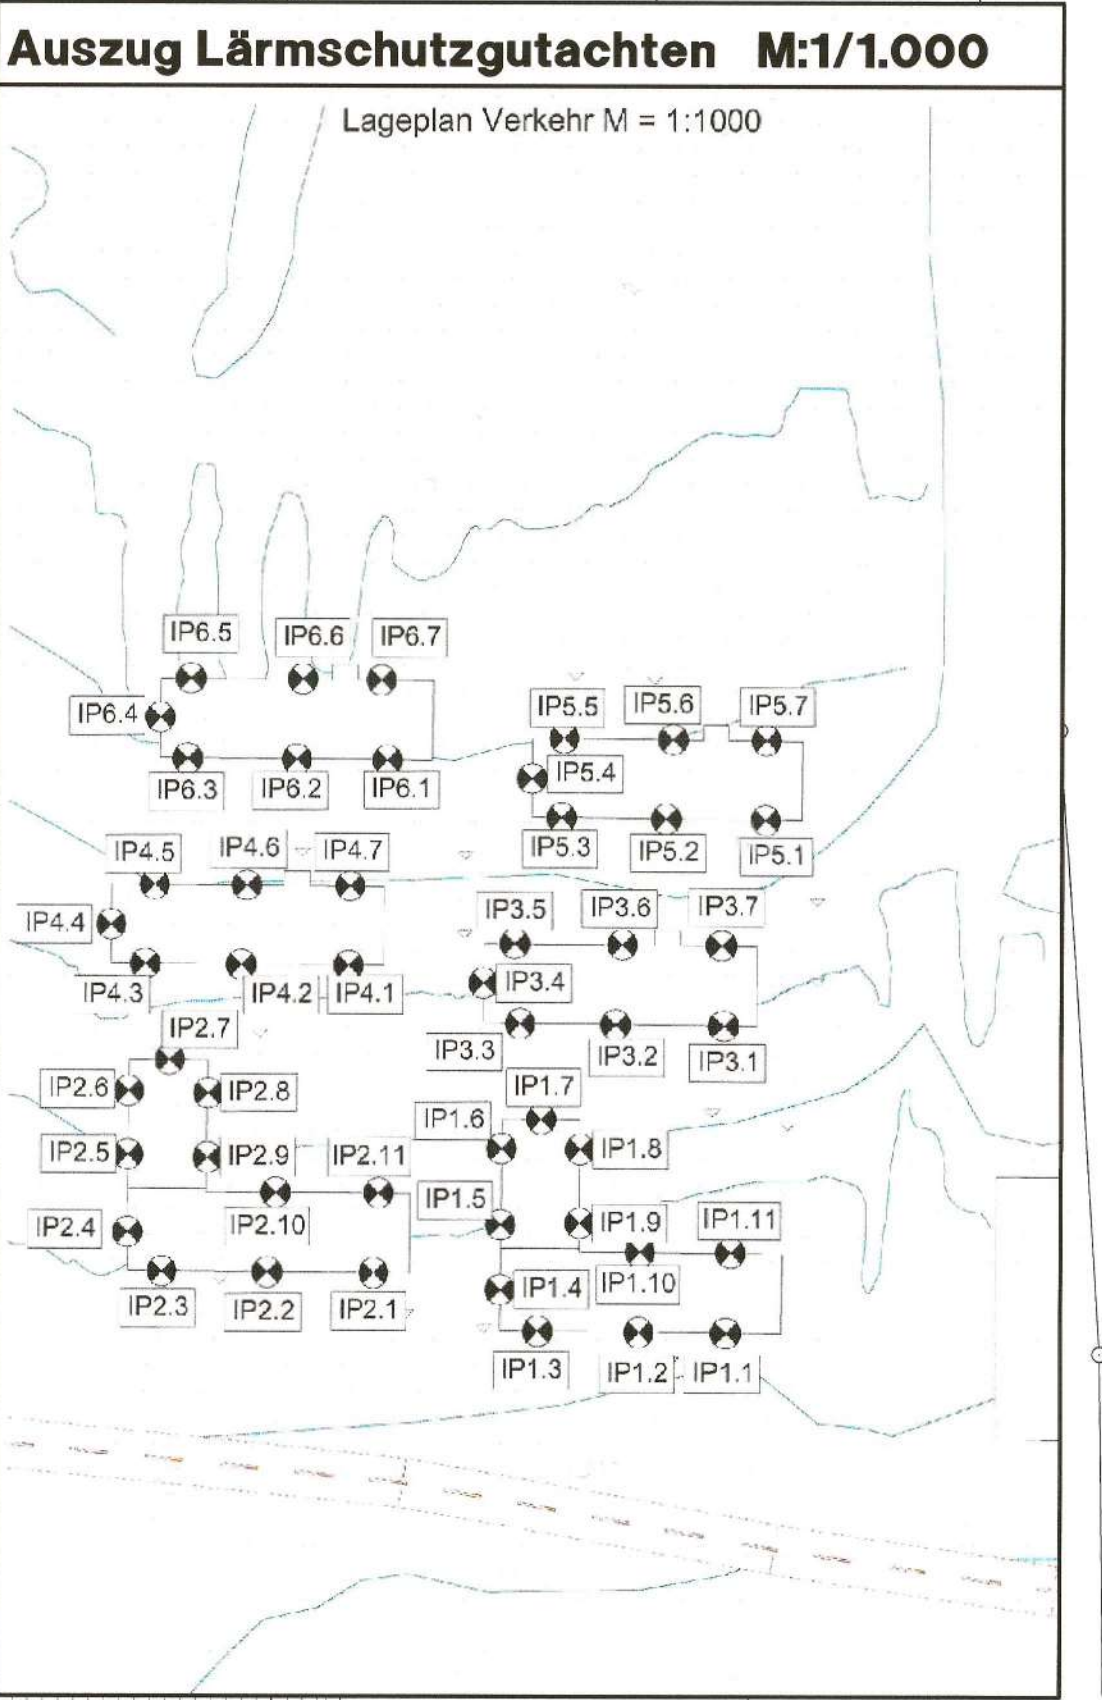 Auszug Lärmschutzgutachten M:1/1.000
Lageplan Verkehr M = 1:1000
IP6.5 IP6.6 IP6.7
IP6.4
IP6.3 IP6.2 IP6.1
IP5.5 IP5.6 IP5.7
IP5.4
IP5.3 IP5.2 IP5.1
IP4.5 IP4.6 IP4.7
IP4.4
IP4.3 IP4.2 IP4.1
IP3.5 IP3.6 IP3.7
IP3.4
IP3.3 IP3.2 IP3.1
IP2.7
IP2.6 IP2.8
IP2.5 IP2.9 IP2.11
IP2.4 IP2.10
IP2.3 IP2.2 IP2.1
IP1.7
IP1.6 IP1.8
IP1.5 IP1.9 IP1.11
IP1.4 IP1.10
IP1.3 IP1.2 IP1.1